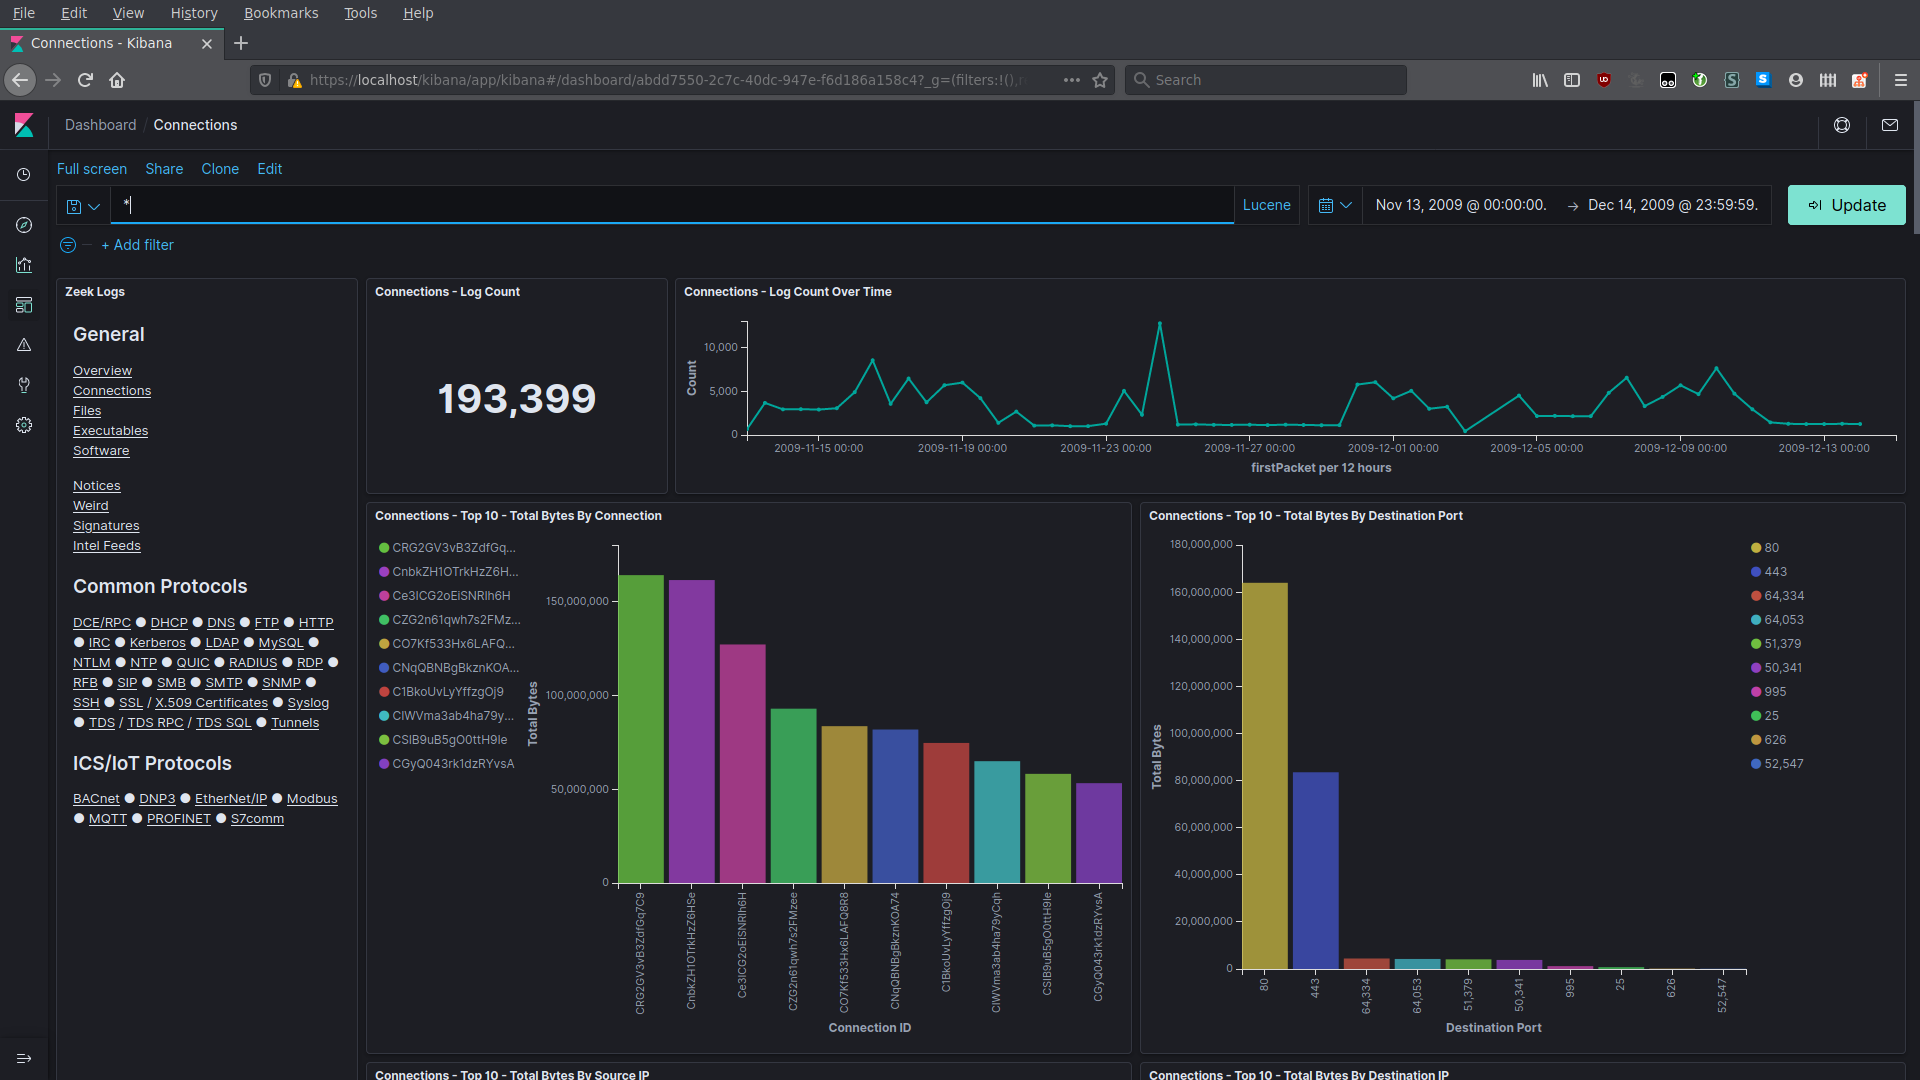 File Edit View History Bookmarks Tools Help
Connections - Kibana
https://localhost/kibana/app/kibana#/dashboard/abdd7550-2c7c-40dc-947e-f6d186a158c4?_g=(filters:!(),
Search
Dashboard / Connections
Full screen Share Clone Edit
*
Lucene
Nov 13, 2009 @ 00:00:00. → Dec 14, 2009 @ 23:59:59.
Update
+ Add filter
Zeek Logs
General
Overview
Connections
Files
Executables
Software
Notices
Weird
Signatures
Intel Feeds
Common Protocols
DCE/RPC ● DHCP ● DNS ● FTP ● HTTP
● IRC ● Kerberos ● LDAP ● MySQL ●
NTLM ● NTP ● QUIC ● RADIUS ● RDP ●
RFB ● SIP ● SMB ● SMTP ● SNMP ●
SSH ● SSL / X.509 Certificates ● Syslog
● TDS / TDS RPC / TDS SQL ● Tunnels
ICS/IoT Protocols
BACnet ● DNP3 ● EtherNet/IP ● Modbus
● MQTT ● PROFINET ● S7comm
Connections - Log Count
193,399
Connections - Log Count Over Time
Count
10,000
5,000
0
2009-11-15 00:00 2009-11-19 00:00 2009-11-23 00:00 2009-11-27 00:00 2009-12-01 00:00 2009-12-05 00:00 2009-12-09 00:00 2009-12-13 00:00
firstPacket per 12 hours
Connections - Top 10 - Total Bytes By Connection
CRG2GV3vB3ZdfGq...
CnbkZH1OTrkHzZ6H...
Ce3ICG2oEiSNRlh6H
CZG2n61qwh7s2FMz...
CO7Kf533Hx6LAFQ...
CNqQBNBgBkznKOA...
C1BkoUvLyYffzgOj9
CIWVma3ab4ha79y...
CSIB9uB5gO0ttH9Ie
CGyQ043rk1dzRYvsA
Total Bytes
150,000,000
100,000,000
50,000,000
0
CRG2GV3vB3ZdfGq7C9
CnbkZH1OTrkHzZ6HSe
Ce3ICG2oEiSNRlh6H
CZG2n61qwh7s2FMzee
CO7Kf533Hx6LAFQ8R8
CNqQBNBgBkznKOA74
C1BkoUvLyYffzgOj9
CIWVma3ab4ha79yCqh
CSIB9uB5gO0ttH9Ie
CGyQ043rk1dzRYvsA
Connection ID
Connections - Top 10 - Total Bytes By Destination Port
Total Bytes
180,000,000
160,000,000
140,000,000
120,000,000
100,000,000
80,000,000
60,000,000
40,000,000
20,000,000
0
80
443
64,334
64,053
51,379
50,341
995
25
626
52,547
Destination Port
80
443
64,334
64,053
51,379
50,341
995
25
626
52,547
Connections - Top 10 - Total Bytes By Source IP
Connections - Top 10 - Total Bytes By Destination IP